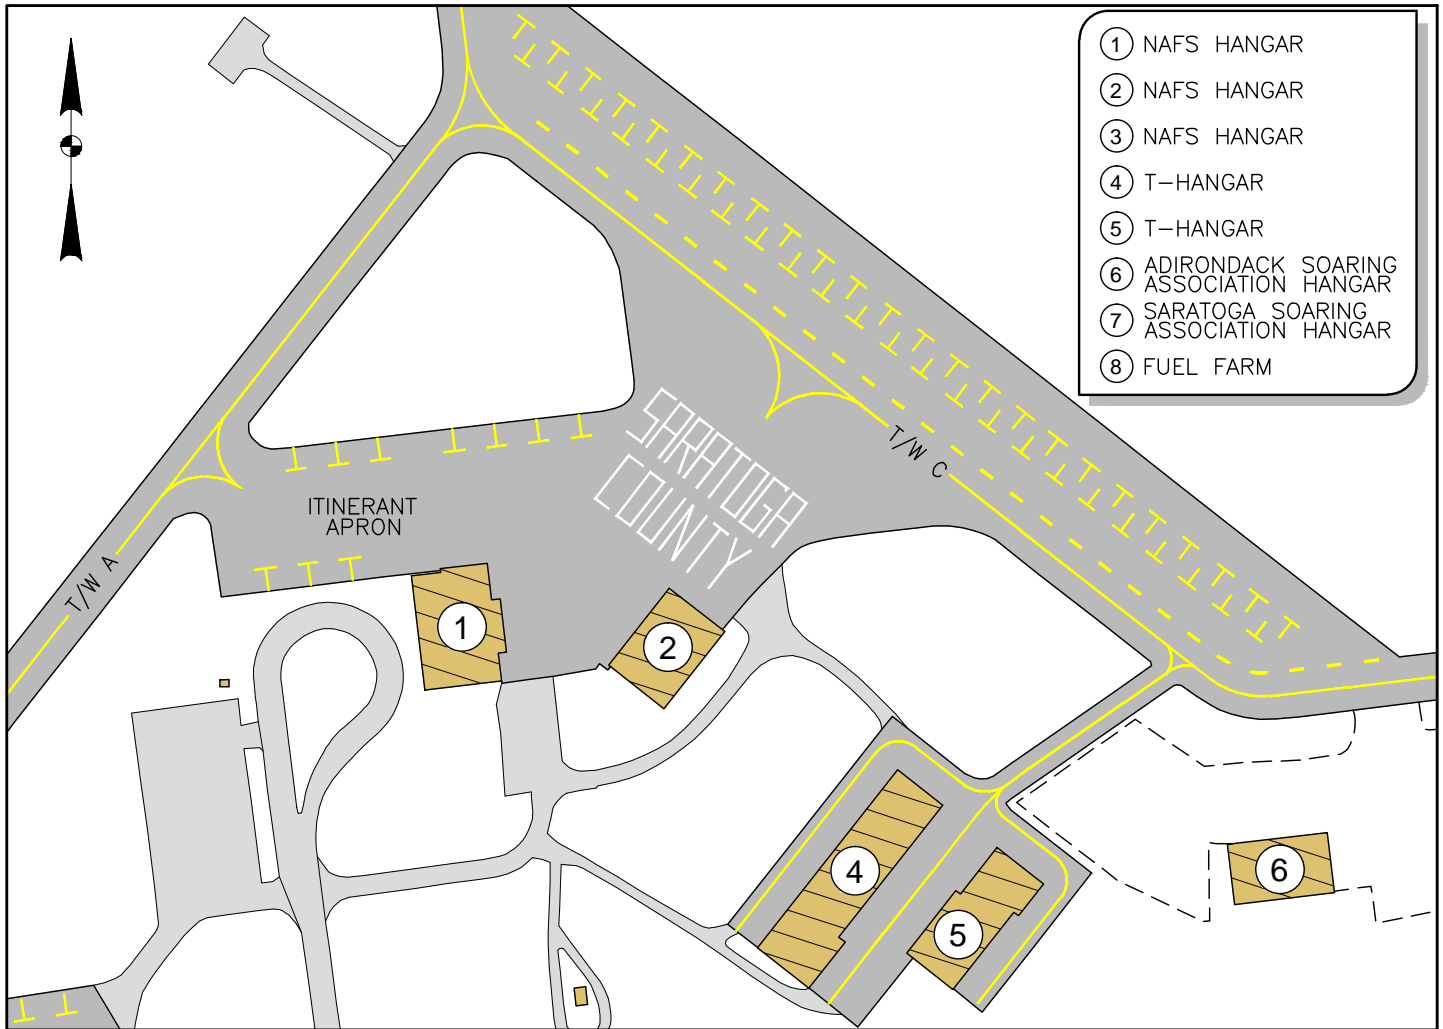 1 NAFS HANGAR
2 NAFS HANGAR
3 NAFS HANGAR
4 T-HANGAR
5 T-HANGAR
6 ADIRONDACK SOARING
ASSOCIATION HANGAR
7 SARATOGA SOARING
ASSOCIATION HANGAR
8 FUEL FARM
SARATOGA
COUNTY
T/W C
ITINERANT
APRON
T/W A
1
2
4
5
6